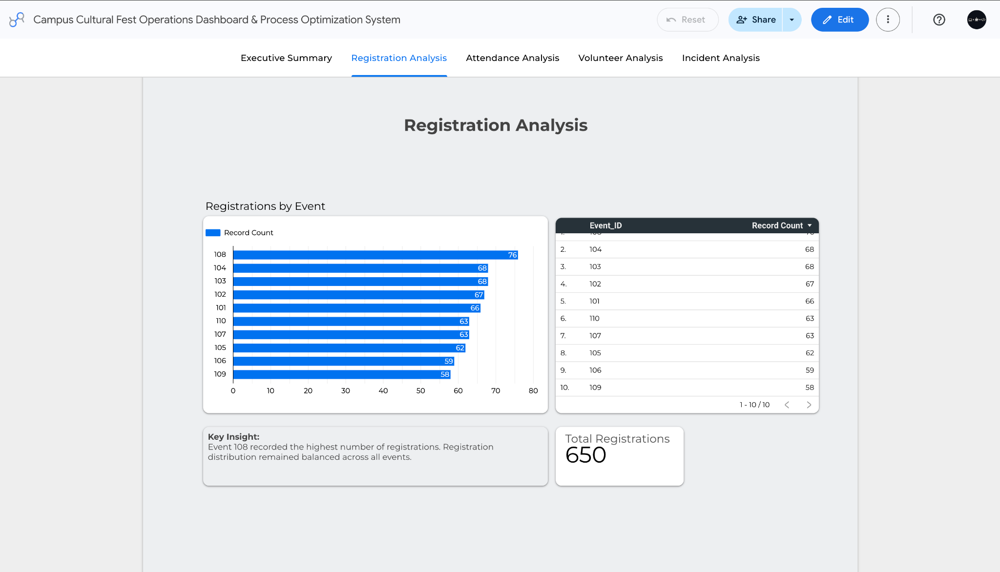 Campus Cultural Fest Operations Dashboard & Process Optimization System
Reset
Share
Edit
Executive Summary
Registration Analysis
Attendance Analysis
Volunteer Analysis
Incident Analysis
Registration Analysis
Registrations by Event
Record Count
108 76
104 68
103 68
102 67
101 66
110 63
107 63
105 62
106 59
109 58
0 10 20 30 40 50 60 70 80
Event_ID Record Count
2. 104 68
3. 103 68
4. 102 67
5. 101 66
6. 110 63
7. 107 63
8. 105 62
9. 106 59
10. 109 58
1 - 10 / 10
Key Insight:
Event 108 recorded the highest number of registrations. Registration
distribution remained balanced across all events.
Total Registrations
650